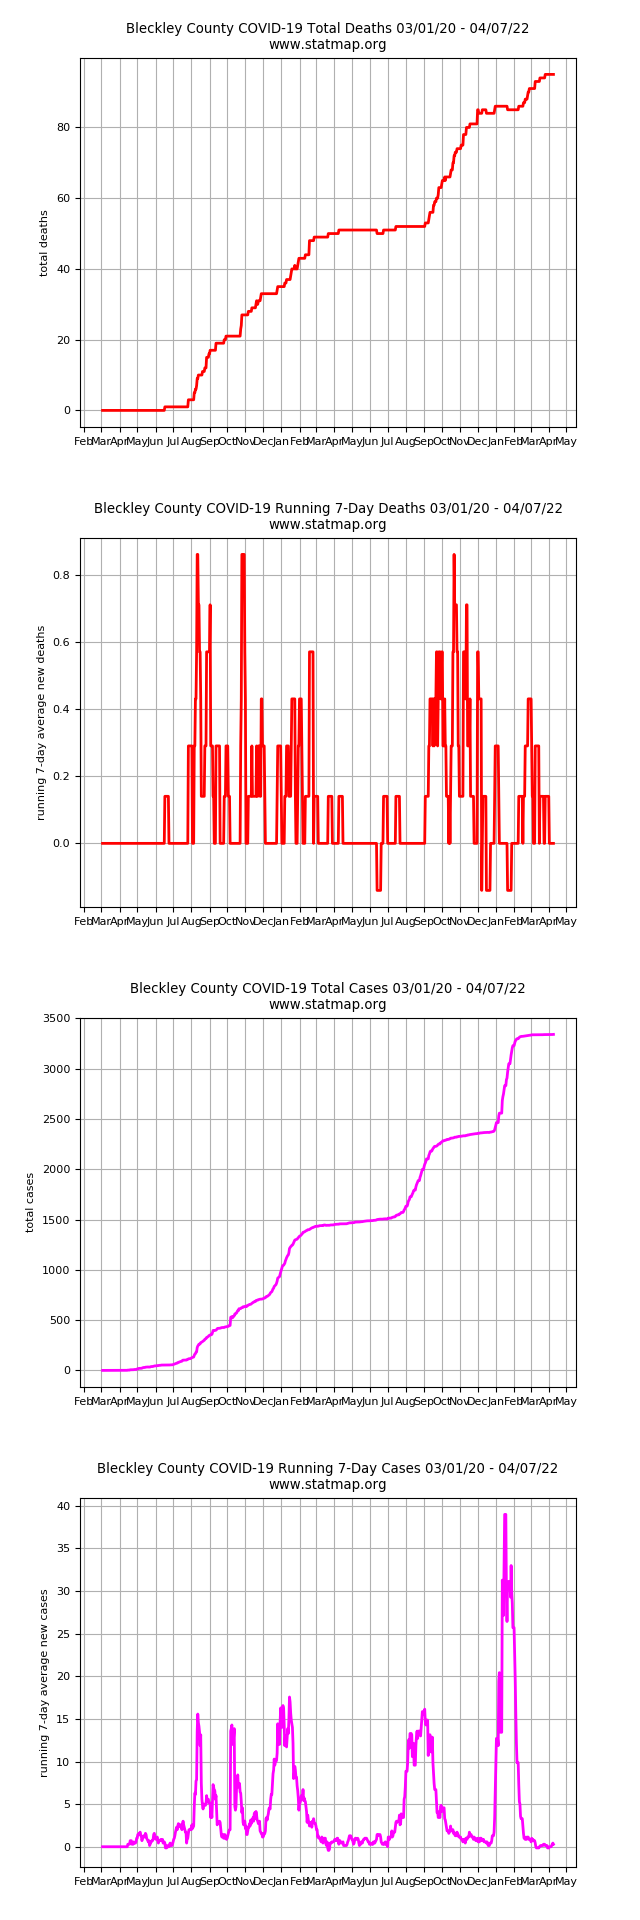 Bleckley County COVID-19 Total Deaths 03/01/20 - 04/07/22
www.statmap.org
total deaths
80
60
40
20
0
Feb Mar Apr May Jun Jul Aug Sep Oct Nov Dec Jan Feb Mar Apr May Jun Jul Aug Sep Oct Nov Dec Jan Feb Mar Apr May
Bleckley County COVID-19 Running 7-Day Deaths 03/01/20 - 04/07/22
www.statmap.org
running 7-day average new deaths
0.8
0.6
0.4
0.2
0.0
Feb Mar Apr May Jun Jul Aug Sep Oct Nov Dec Jan Feb Mar Apr May Jun Jul Aug Sep Oct Nov Dec Jan Feb Mar Apr May
Bleckley County COVID-19 Total Cases 03/01/20 - 04/07/22
www.statmap.org
total cases
3500
3000
2500
2000
1500
1000
500
0
Feb Mar Apr May Jun Jul Aug Sep Oct Nov Dec Jan Feb Mar Apr May Jun Jul Aug Sep Oct Nov Dec Jan Feb Mar Apr May
Bleckley County COVID-19 Running 7-Day Cases 03/01/20 - 04/07/22
www.statmap.org
running 7-day average new cases
40
35
30
25
20
15
10
5
0
Feb Mar Apr May Jun Jul Aug Sep Oct Nov Dec Jan Feb Mar Apr May Jun Jul Aug Sep Oct Nov Dec Jan Feb Mar Apr May